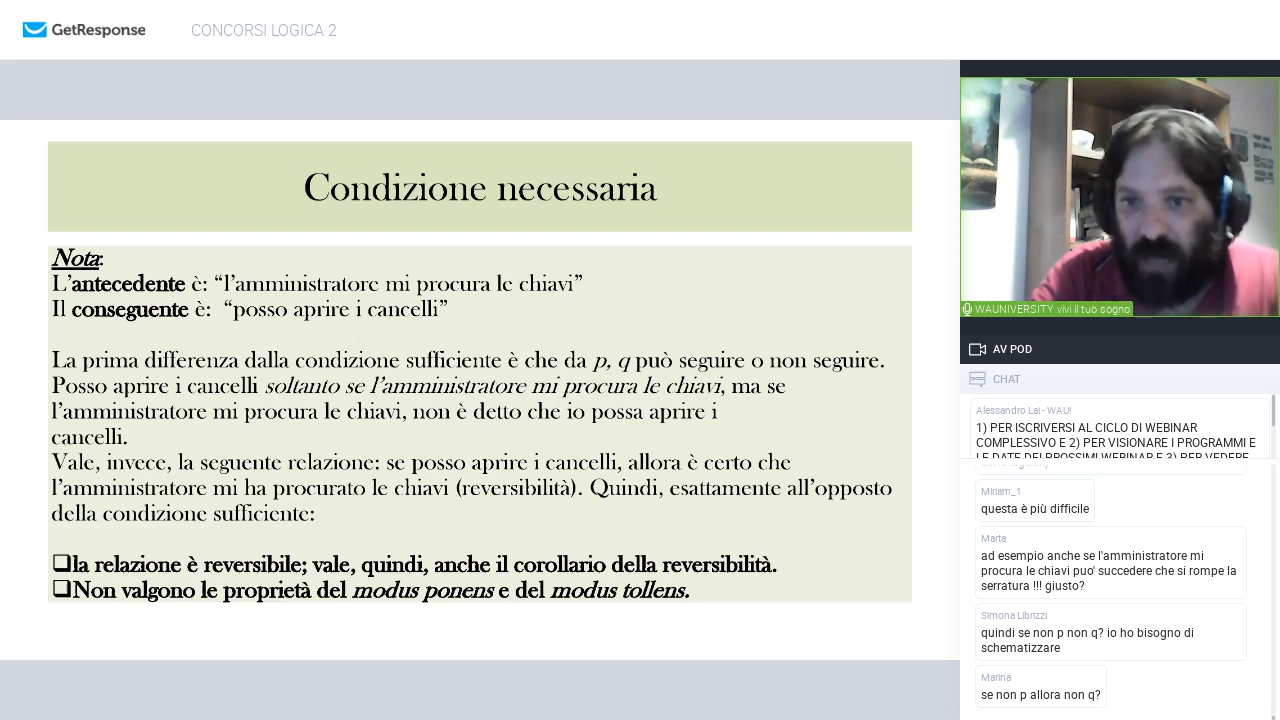 GetResponse
CONCORSI LOGICA 2
Condizione necessaria
Nota:
L'antecedente è: “l'amministratore mi procura le chiavi”
Il conseguente è: “posso aprire i cancelli”
La prima differenza dalla condizione sufficiente è che da p, q può seguire o non seguire.
Posso aprire i cancelli soltanto se l'amministratore mi procura le chiavi, ma se
l'amministratore mi procura le chiavi, non è detto che io possa aprire i
cancelli.
Vale, invece, la seguente relazione: se posso aprire i cancelli, allora è certo che
l'amministratore mi ha procurato le chiavi (reversibilità). Quindi, esattamente all'opposto
della condizione sufficiente:
❑la relazione è reversibile; vale, quindi, anche il corollario della reversibilità.
❑Non valgono le proprietà del modus ponens e del modus tollens.
WAUNIVERSITY vivi il tuo sogno
AV POD
CHAT
Alessandro Lai - WAU!
1) PER ISCRIVERSI AL CICLO DI WEBINAR
COMPLESSIVO E 2) PER VISIONARE I PROGRAMMI E
LE DATE DEI PROSSIMI WEBINAR E 3) PER VEDERE
Miriam_1
questa è più difficile
Marta
ad esempio anche se l'amministratore mi
procura le chiavi puo' succedere che si rompe la
serratura !!! giusto?
Simona Librizzi
quindi se non p non q? io ho bisogno di
schematizzare
Marina
se non p allora non q?